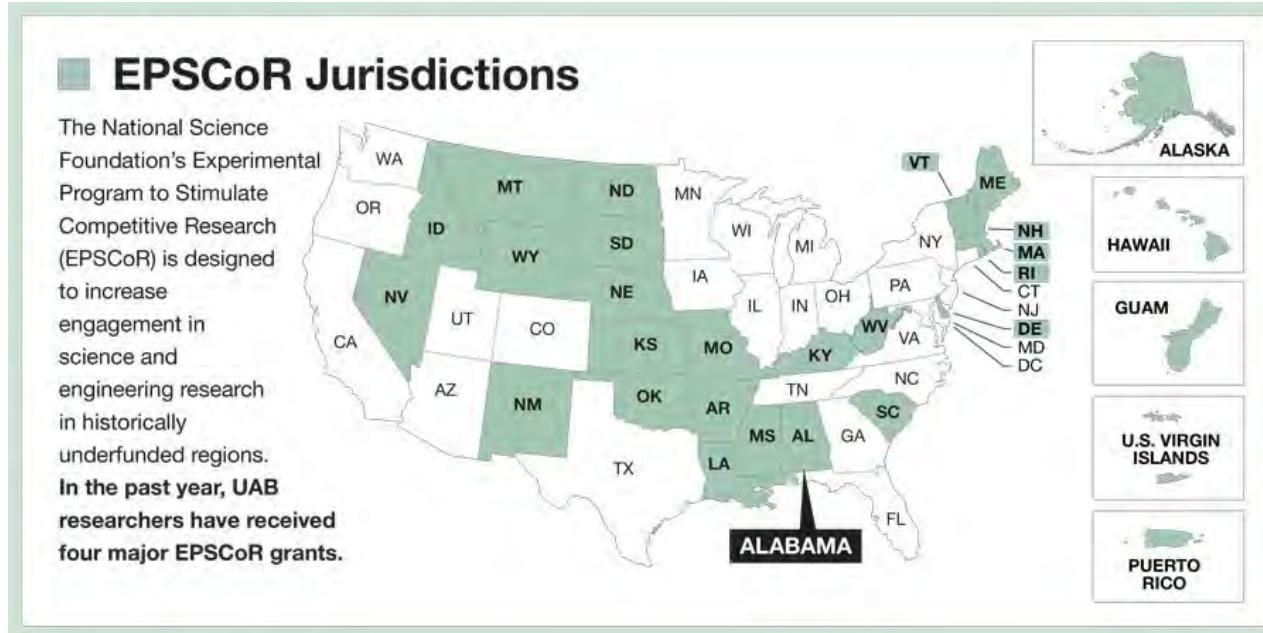 EPSCoR Jurisdictions
The National Science
Foundation's Experimental
Program to Stimulate
Competitive Research
(EPSCoR) is designed
to increase
engagement in
science and
engineering research
in historically
underfunded regions.
In the past year, UAB
researchers have received
four major EPSCoR grants.
WA
OR
CA
ID
NV
MT
WY
UT
AZ
CO
NM
ND
SD
NE
KS
OK
TX
MN
IA
MO
AR
LA
WI
IL
MS
MI
IN
KY
TN
AL
OH
WV
GA
FL
SC
NC
VA
PA
NY
VT
ME
NH
MA
RI
CT
NJ
DE
MD
DC
ALABAMA
ALASKA
HAWAII
GUAM
U.S. VIRGIN
ISLANDS
PUERTO
RICO